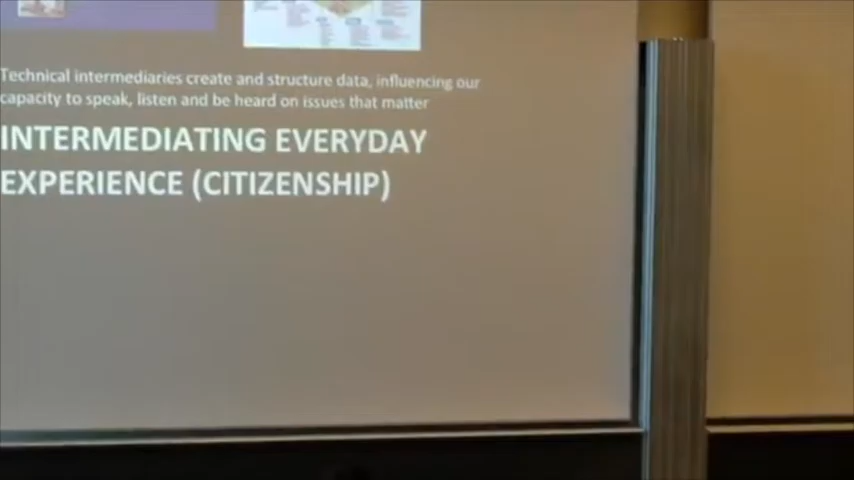 Technical intermediaries create and structure data, influencing our
capacity to speak, listen and be heard on issues that matter
INTERMEDIATING EVERYDAY
EXPERIENCE (CITIZENSHIP)